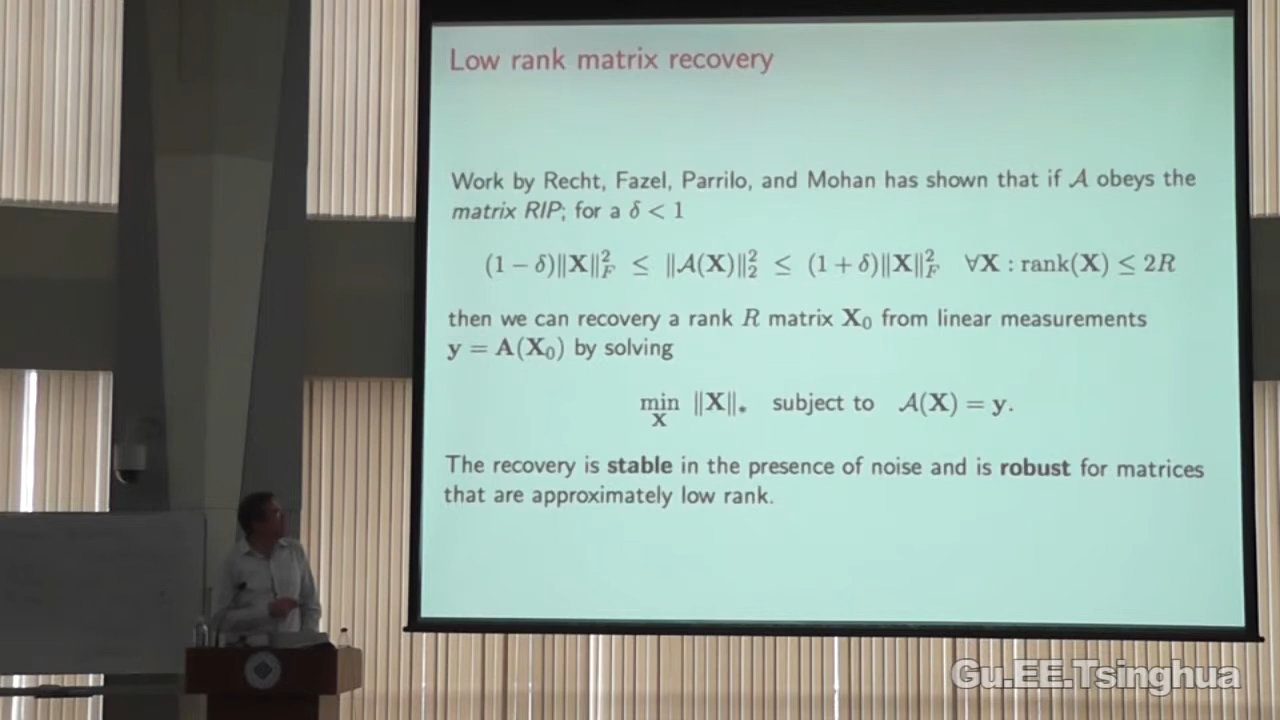 Low rank matrix recovery
Work by Recht, Fazel, Parrilo, and Mohan has shown that if 𝒜 obeys the
matrix RIP; for a δ < 1
(1 − δ)‖X‖²_F ≤ ‖𝒜(X)‖²_2 ≤ (1 + δ)‖X‖²_F ∀X : rank(X) ≤ 2R
then we can recovery a rank R matrix X₀ from linear measurements
y = A(X₀) by solving
min_X ‖X‖_* subject to 𝒜(X) = y.
The recovery is stable in the presence of noise and is robust for matrices
that are approximately low rank.
Gu.EE.Tsinghua